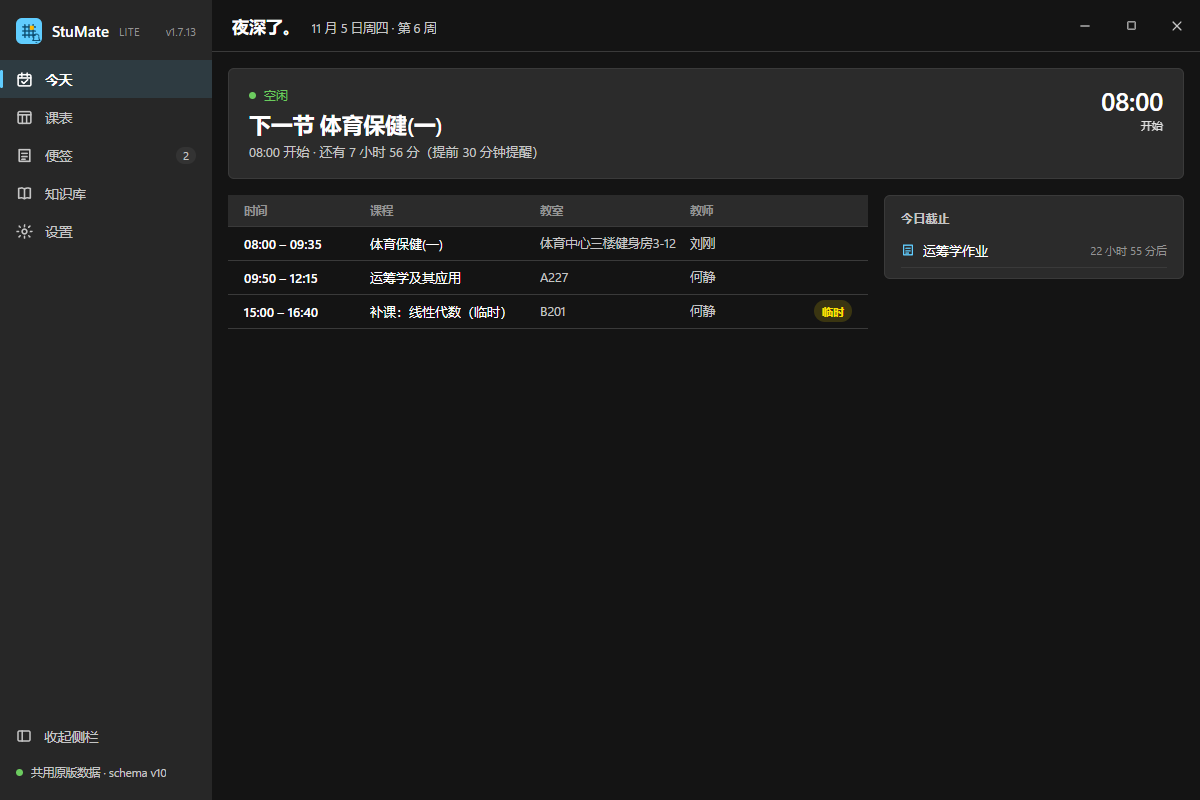 StuMate LITE v1.7.13
今天
课表
便签 2
知识库
设置
收起侧栏
共用原版数据 · schema v10
夜深了。 11 月 5 日周四 · 第 6 周
空闲
下一节 体育保健(一)
08:00 开始 · 还有 7 小时 56 分（提前 30 分钟提醒）
08:00
开始
时间 课程 教室 教师
08:00 – 09:35 体育保健(一) 体育中心三楼健身房3-12 刘刚
09:50 – 12:15 运筹学及其应用 A227 何静
15:00 – 16:40 补课：线性代数（临时） B201 何静 临时
今日截止
运筹学作业 22 小时 55 分后